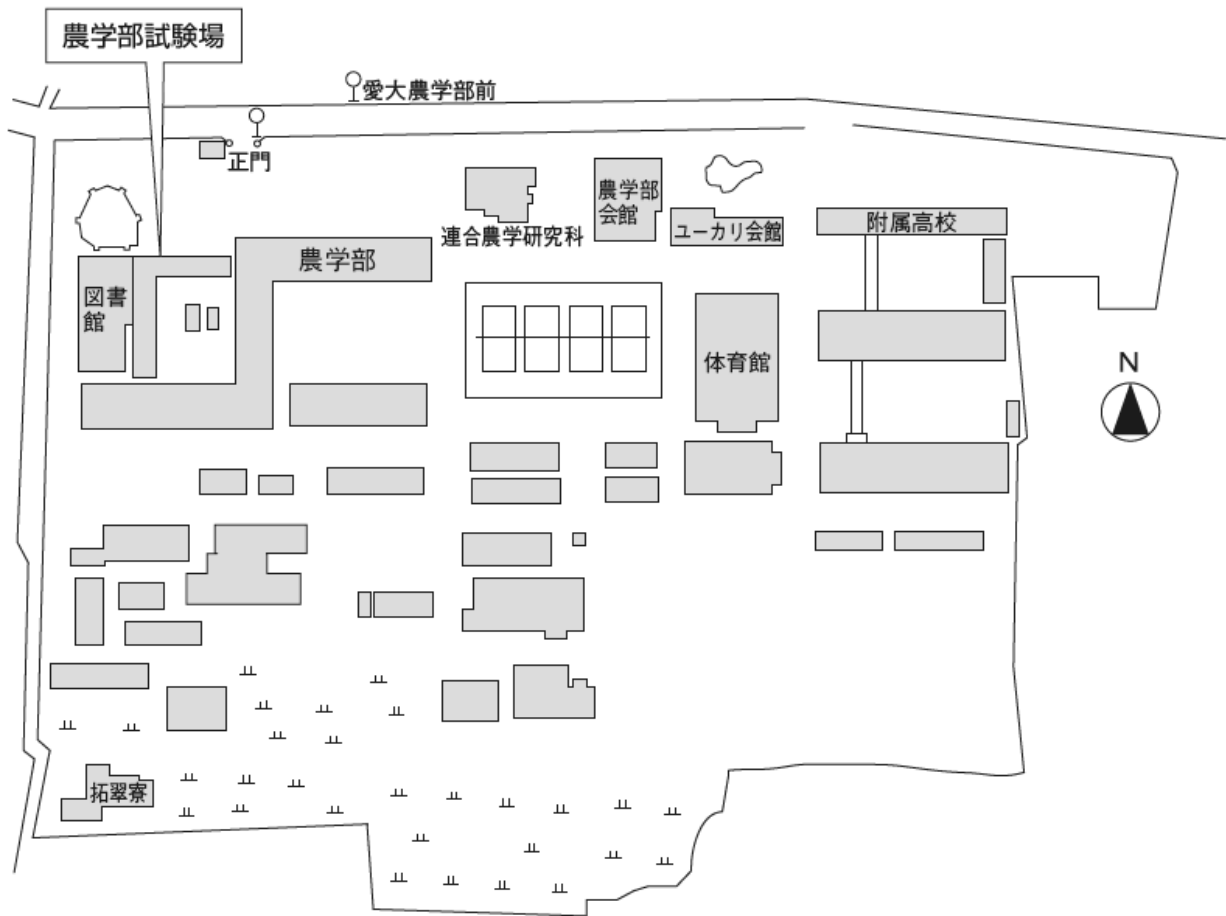 農学部試験場
愛大農学部前
正門
農学部
会館
連合農学研究科
ユーカリ会館
附属高校
農学部
図書
館
体育館
N
拓翠寮